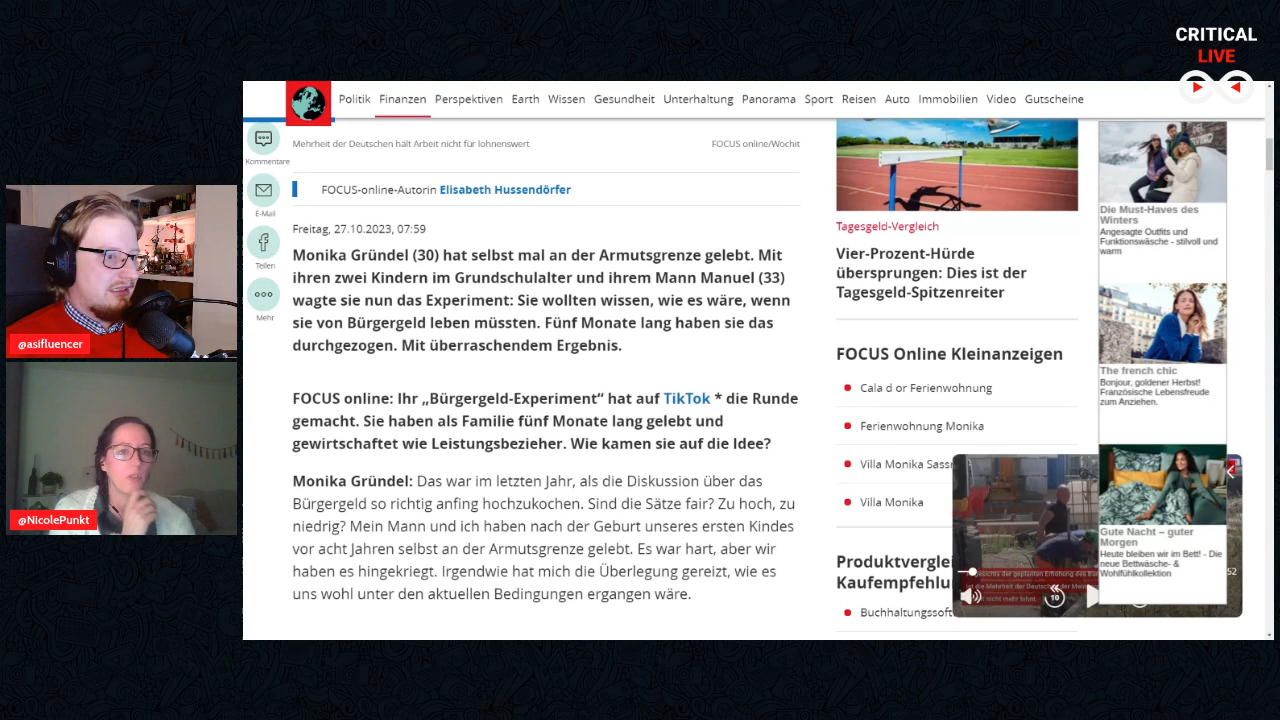 CRITICAL
LIVE
Politik Finanzen Perspektiven Earth Wissen Gesundheit Unterhaltung Panorama Sport Reisen Auto Immobilien Video Gutscheine
Kommentare
E-Mail
Teilen
Mehr
Mehrheit der Deutschen hält Arbeit nicht für lohnenswert
FOCUS online/Wochit
FOCUS-online-Autorin Elisabeth Hussendörfer
Freitag, 27.10.2023, 07:59
Monika Gründel (30) hat selbst mal an der Armutsgrenze gelebt. Mit
ihren zwei Kindern im Grundschulalter und ihrem Mann Manuel (33)
wagte sie nun das Experiment: Sie wollten wissen, wie es wäre, wenn
sie von Bürgergeld leben müssten. Fünf Monate lang haben sie das
durchgezogen. Mit überraschendem Ergebnis.
FOCUS online: Ihr „Bürgergeld-Experiment“ hat auf TikTok * die Runde
gemacht. Sie haben als Familie fünf Monate lang gelebt und
gewirtschaftet wie Leistungsbezieher. Wie kamen sie auf die Idee?
Monika Gründel: Das war im letzten Jahr, als die Diskussion über das
Bürgergeld so richtig anfing hochzukochen. Sind die Sätze fair? Zu hoch, zu
niedrig? Mein Mann und ich haben nach der Geburt unseres ersten Kindes
vor acht Jahren selbst an der Armutsgrenze gelebt. Es war hart, aber wir
haben es hingekriegt. Irgendwie hat mich die Überlegung gereizt, wie es
uns wohl unter den aktuellen Bedingungen ergangen wäre.
Tagesgeld-Vergleich
Vier-Prozent-Hürde
übersprungen: Dies ist der
Tagesgeld-Spitzenreiter
FOCUS Online Kleinanzeigen
Cala d or Ferienwohnung
Ferienwohnung Monika
Villa Monika
Villa Monika
Kaufempfehlu
Buchhaltungssoft
Die Must-Haves des
Winters
Angesagte Outfits und
Funktionswäsche - stilvoll und
warm
The french chic
Bonjour, goldener Herbst!
Französische Lebensfreude
zum Anziehen.
Gute Nacht – guter
Morgen
Heute bleiben wir im Bett! - Die
neue Bettwäsche- &
Wohlfühlkollektion
10
52
@asifluencer
@NicolePunkt